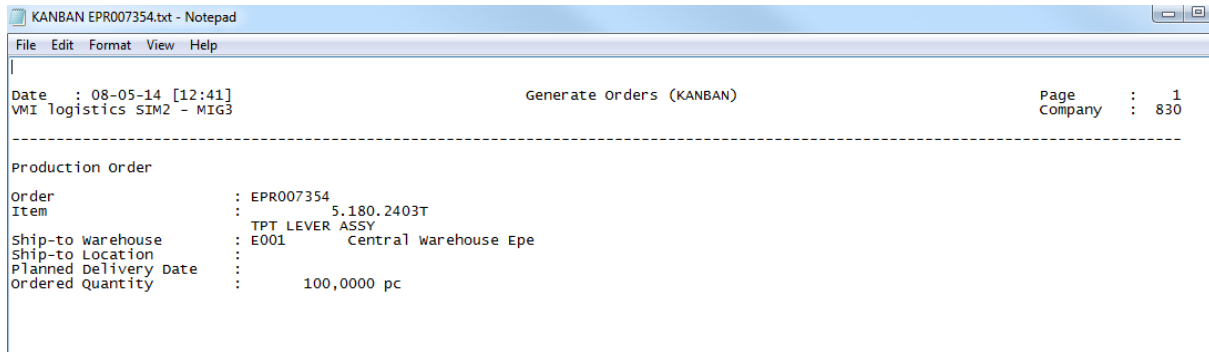 KANBAN EPR007354.txt - Notepad
File Edit Format View Help
Date : 08-05-14 [12:41] Generate Orders (KANBAN) Page : 1
VMI logistics SIM2 - MIG3 Company : 830
--------------------------------------------------------------------------------
Production Order
Order : EPR007354
Item : 5.180.2403T
TPT LEVER ASSY
Ship-to Warehouse : E001 Central Warehouse Epe
Ship-to Location :
Planned Delivery Date :
Ordered Quantity : 100,0000 pc